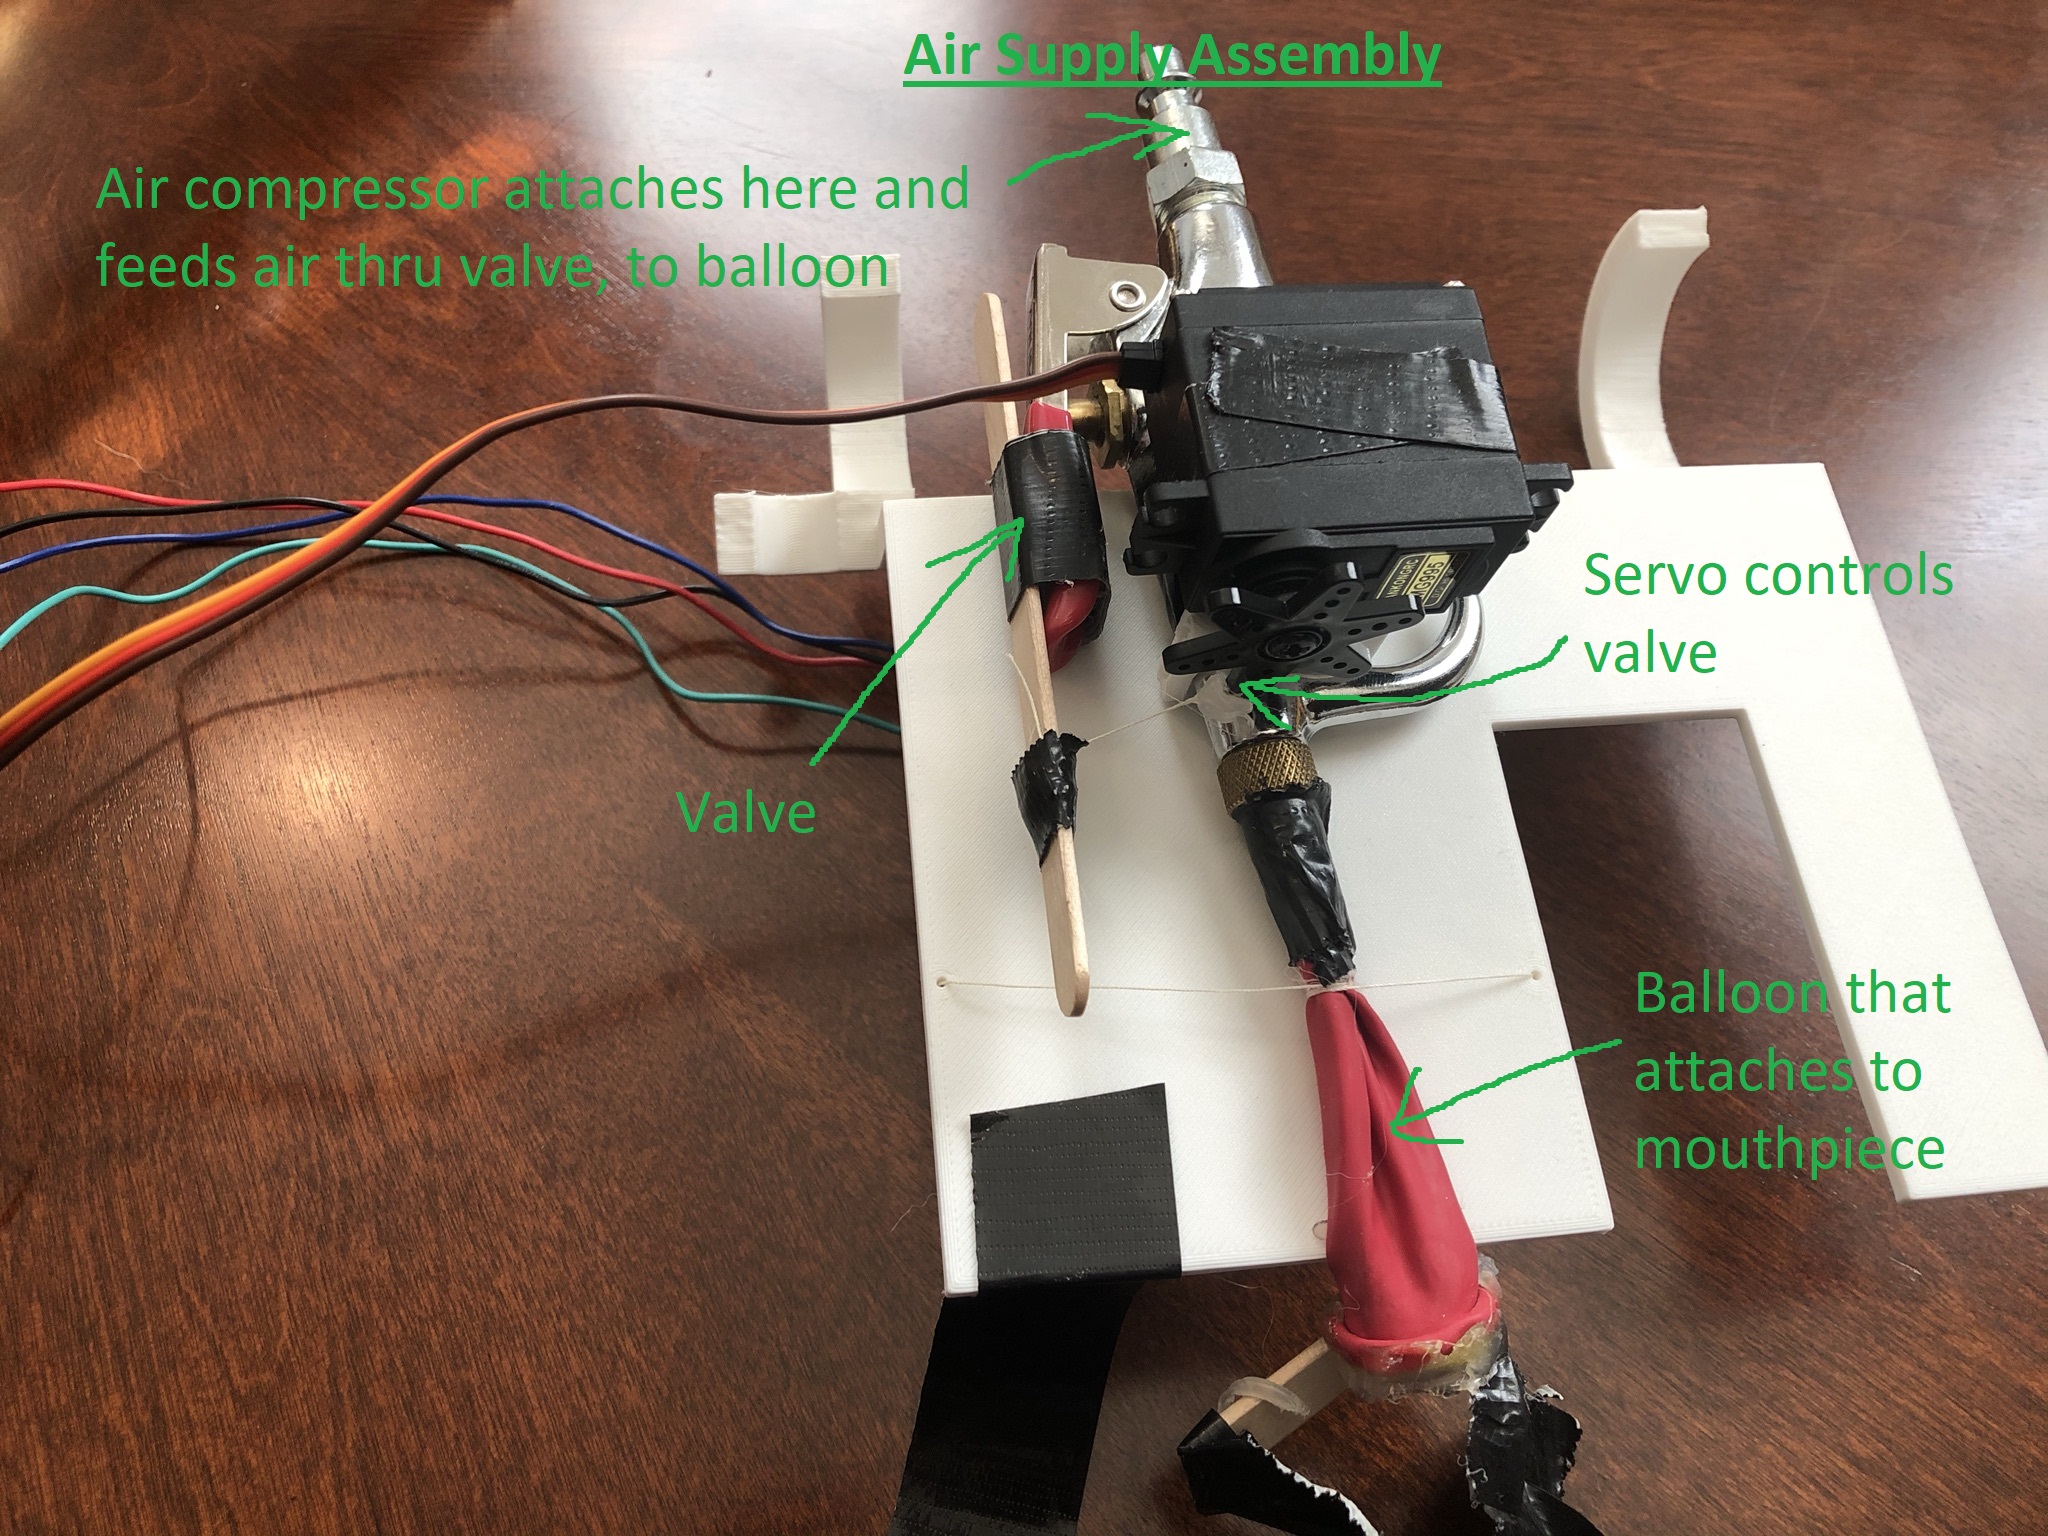 Air Supply Assembly
Air compressor attaches here and
feeds air thru valve, to balloon
Servo controls
valve
Valve
Balloon that
attaches to
mouthpiece